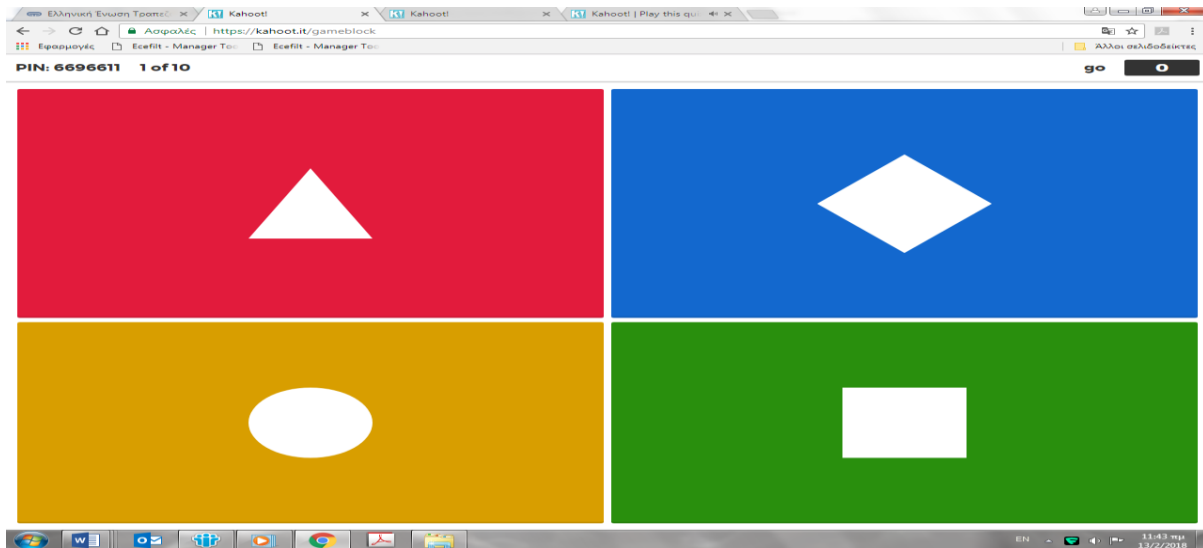 Ελληνική Ένωση Τραπεζ Kahoot! Kahoot! Kahoot! | Play this qui
Ασφαλές | https://kahoot.it/gameblock
Εφαρμογές Ecefilt - Manager Too Ecefilt - Manager Too Άλλοι σελιδοδείκτες
PIN: 6696611 1 of 10 go 0
EN 11:43 πμ
13/2/2018